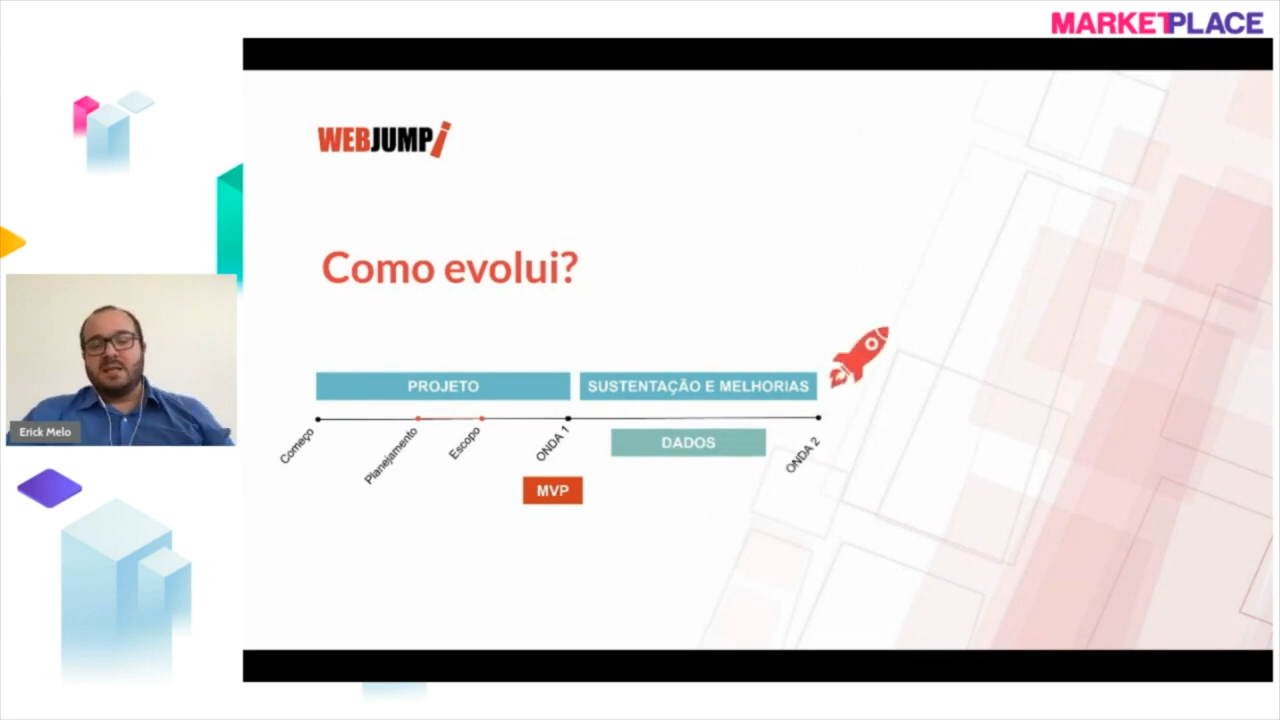 MARKETPLACE
WEBJUMP!
Como evolui?
PROJETO
SUSTENTAÇÃO E MELHORIAS
Começo
Planejamento
Escopo
ONDA 1
DADOS
ONDA 2
MVP
Erick Melo